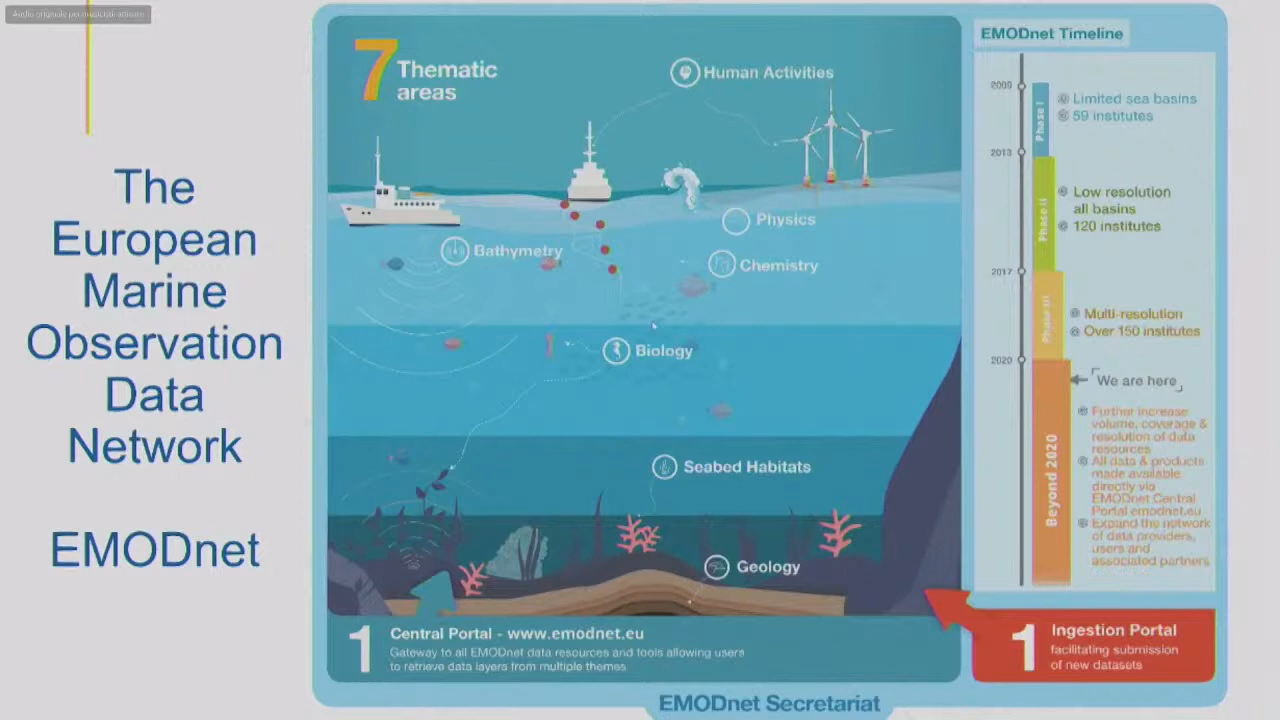 Audio originale per musicisti: attivato
The
European
Marine
Observation
Data
Network
EMODnet
7 Thematic
areas
Human Activities
Physics
Bathymetry
Chemistry
Biology
Seabed Habitats
Geology
1 Central Portal - www.emodnet.eu
Gateway to all EMODnet data resources and tools allowing users
to retrieve data layers from multiple themes
EMODnet Timeline
2009
Phase I
Limited sea basins
59 institutes
2013
Phase II
Low resolution
all basins
120 institutes
2017
Phase III
Multi-resolution
Over 150 institutes
2020
We are here
Beyond 2020
Further increase
volume, coverage &
resolution of data
resources
All data & products
made available
directly via
EMODnet Central
Portal emodnet.eu
Expand the network
of data providers,
users and
associated partners
1 Ingestion Portal
facilitating submission
of new datasets
EMODnet Secretariat